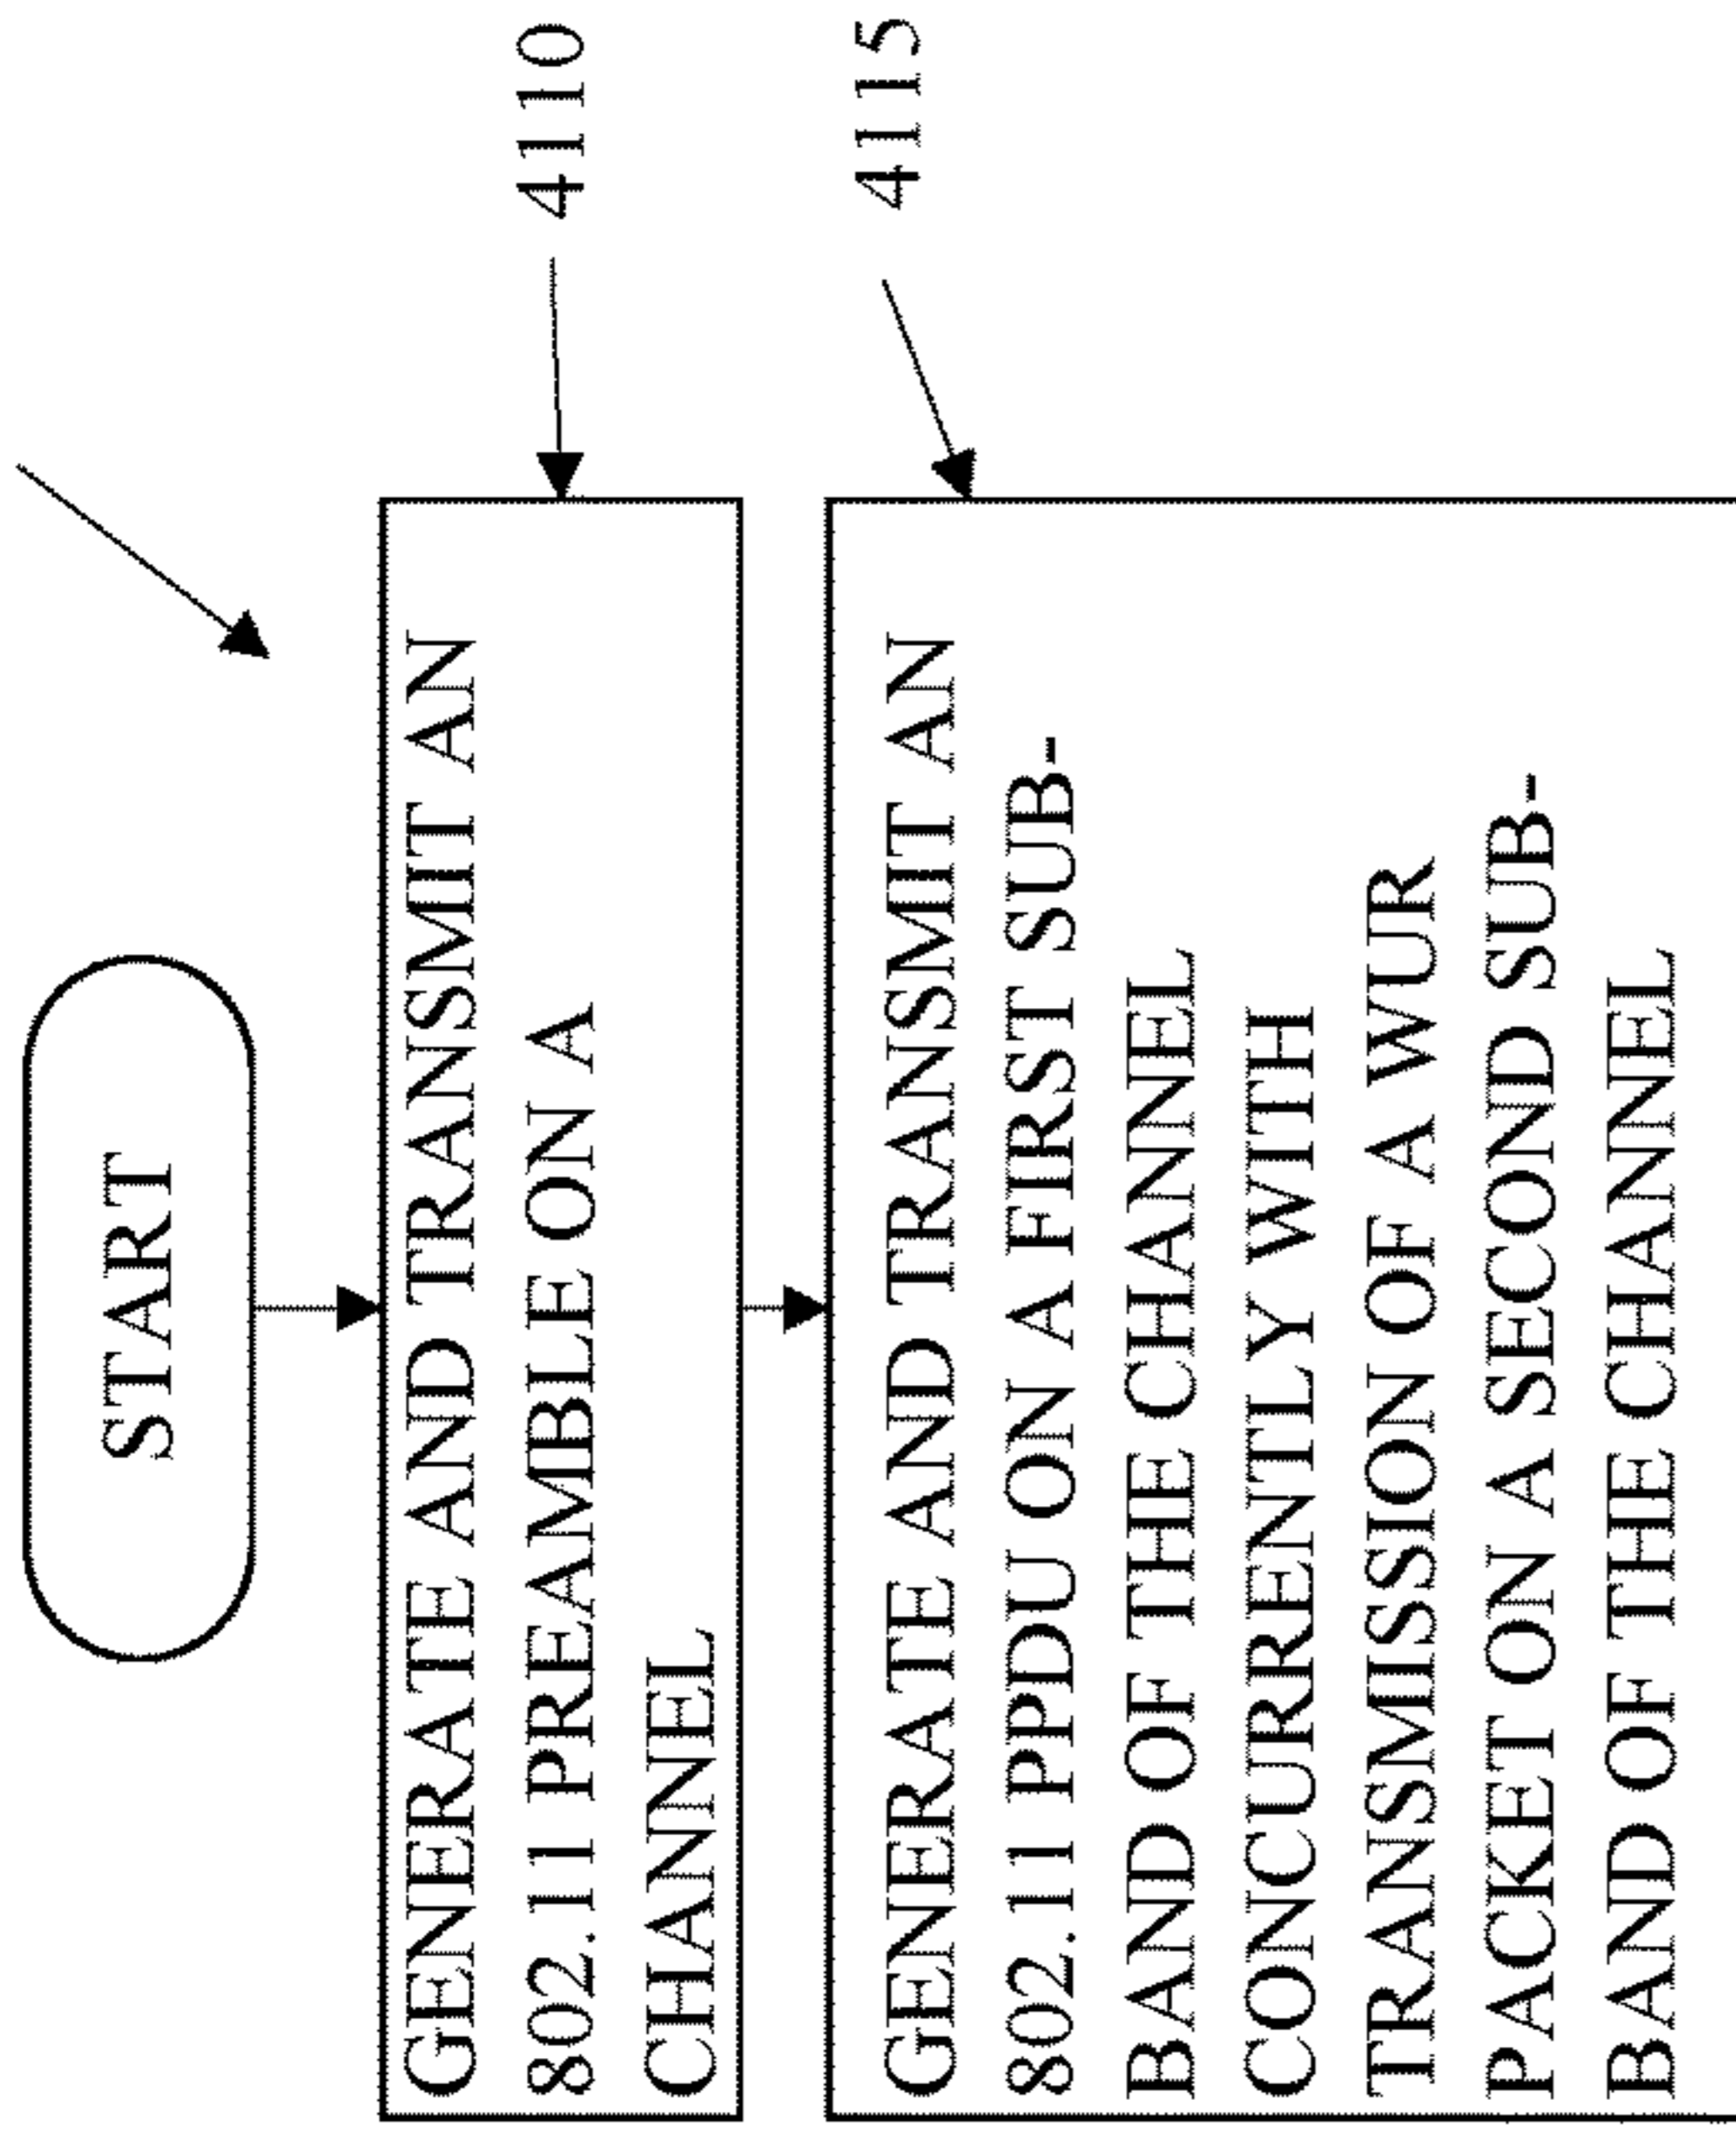 START
GENERATE AND TRANSMIT AN
802.11 PREAMBLE ON A
CHANNEL
4110
GENERATE AND TRANSMIT AN
802.11 PPDU ON A FIRST SUB-
BAND OF THE CHANNEL
CONCURRENTLY WITH
TRANSMISSION OF A WUR
PACKET ON A SECOND SUB-
BAND OF THE CHANNEL
4115